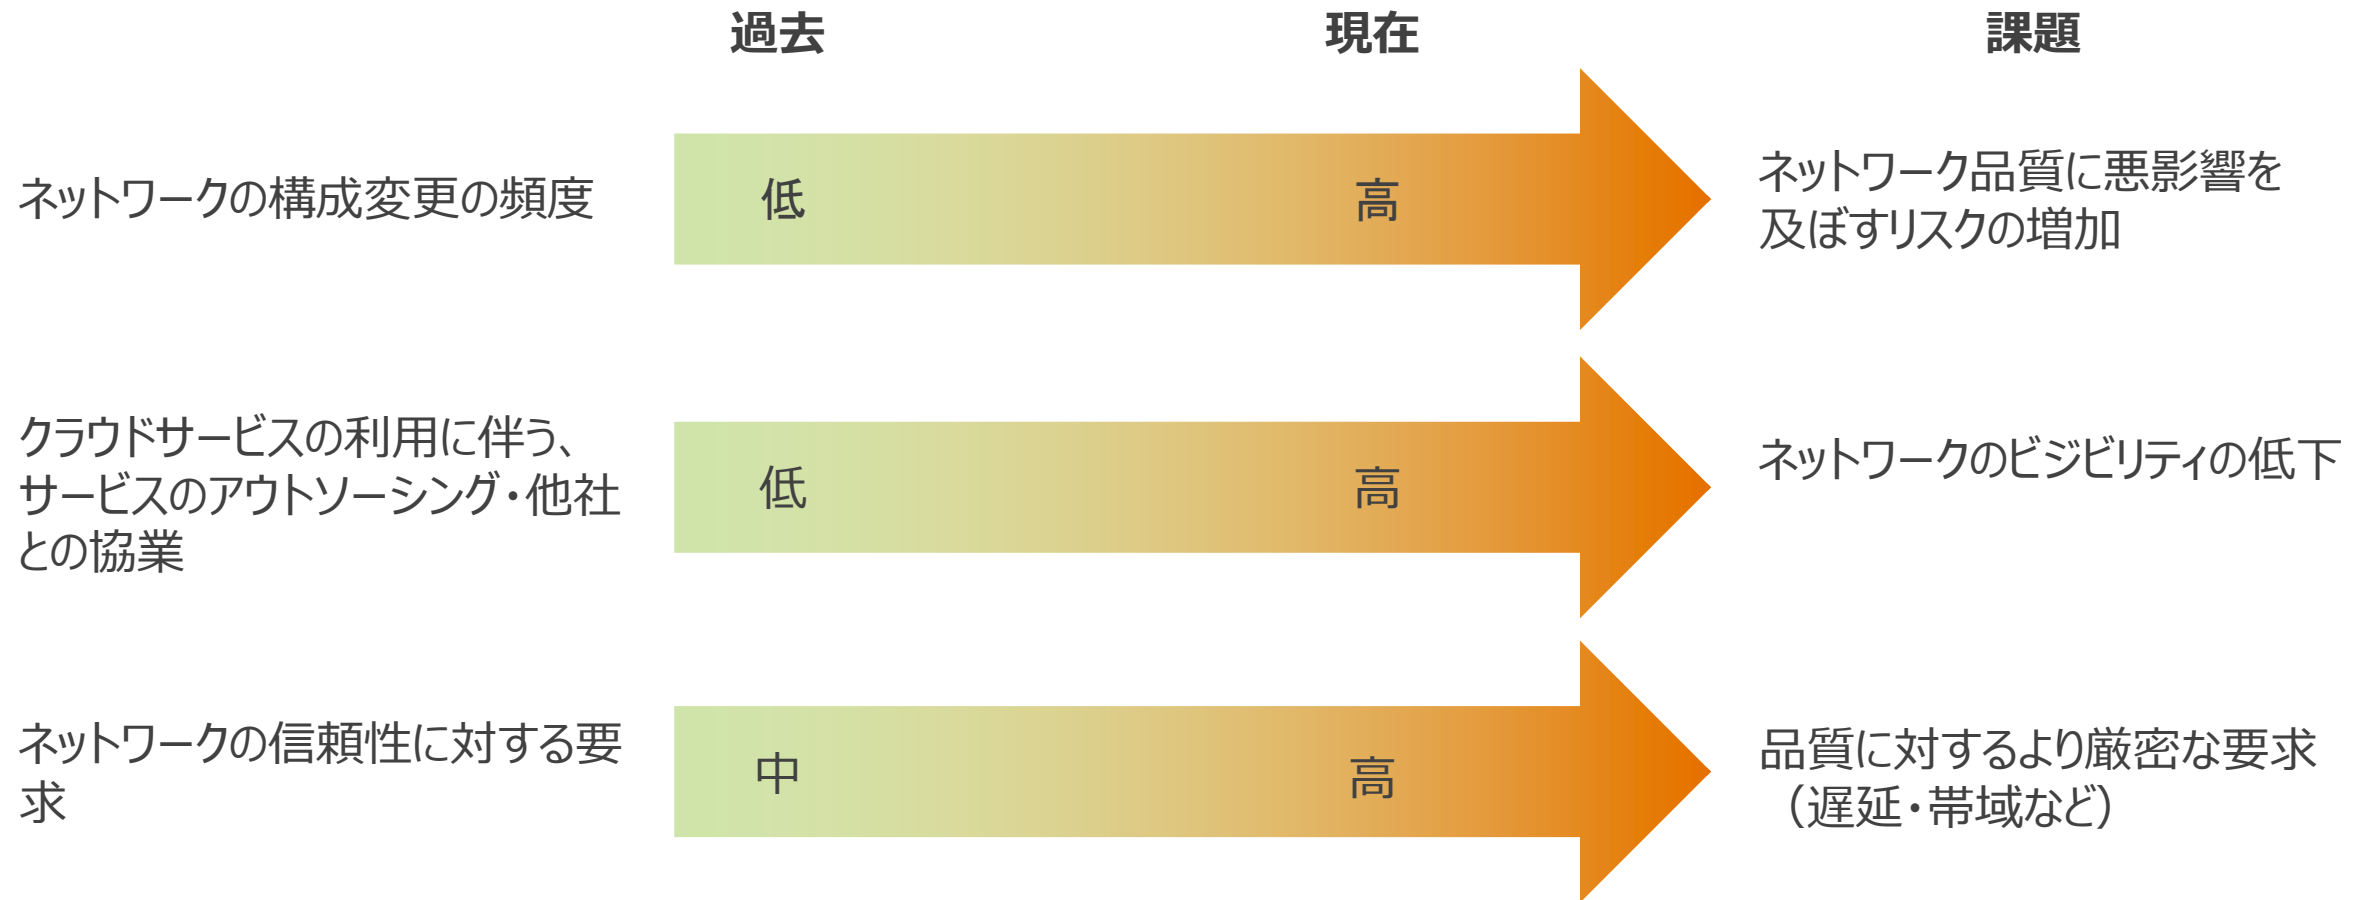 過去
現在
課題
ネットワークの構成変更の頻度
低
高
ネットワーク品質に悪影響を
及ぼすリスクの増加
クラウドサービスの利用に伴う、
サービスのアウトソーシング・他社
との協業
低
高
ネットワークのビジビリティの低下
ネットワークの信頼性に対する要
求
中
高
品質に対するより厳密な要求
（遅延・帯域など）